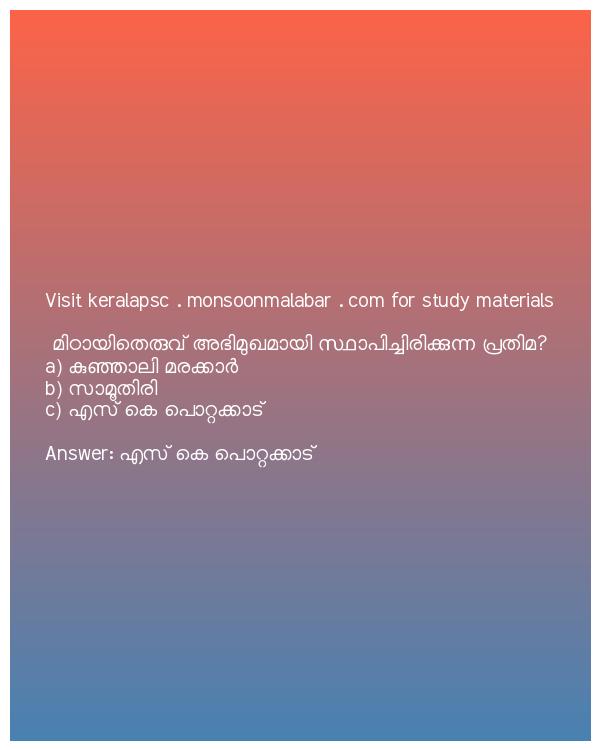 Visit keralapsc . monsoonmalabar . com for study materials
മിഠായിതെരുവ് അഭിമുഖമായി സ്ഥാപിച്ചിരിക്കുന്ന പ്രതിമ?
a) കുഞ്ഞാലി മരക്കാർ
b) സാമൂതിരി
c) എസ് കെ പൊറ്റക്കാട്
Answer: എസ് കെ പൊറ്റക്കാട്